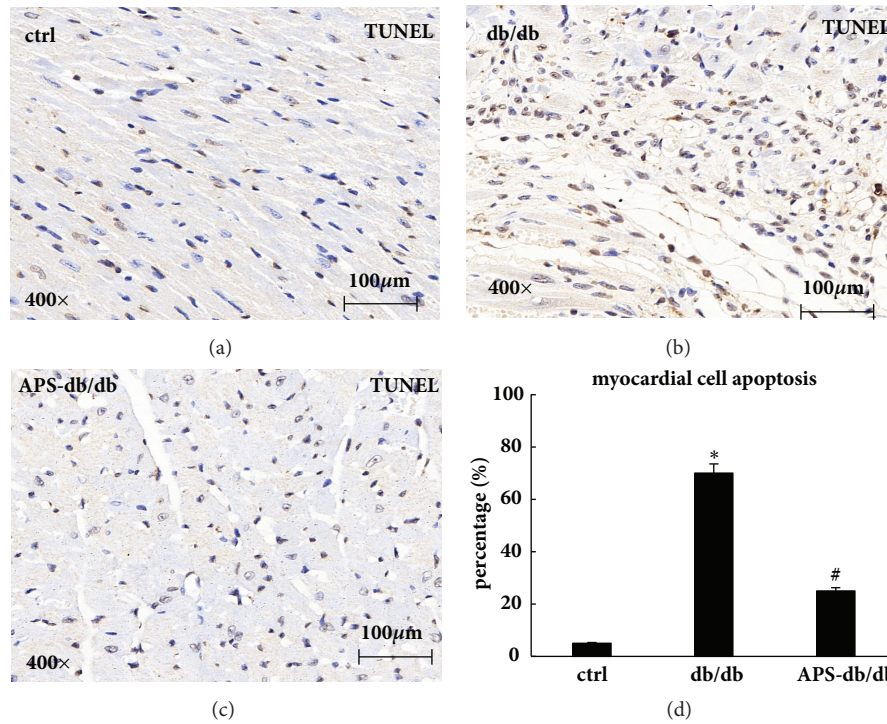 ctrl TUNEL
400× 100μm
(a)
db/db TUNEL
400× 100μm
(b)
APS-db/db TUNEL
400× 100μm
(c)
myocardial cell apoptosis
percentage (%)
100
80
60
40
20
0
*
#
ctrl db/db APS-db/db
(d)